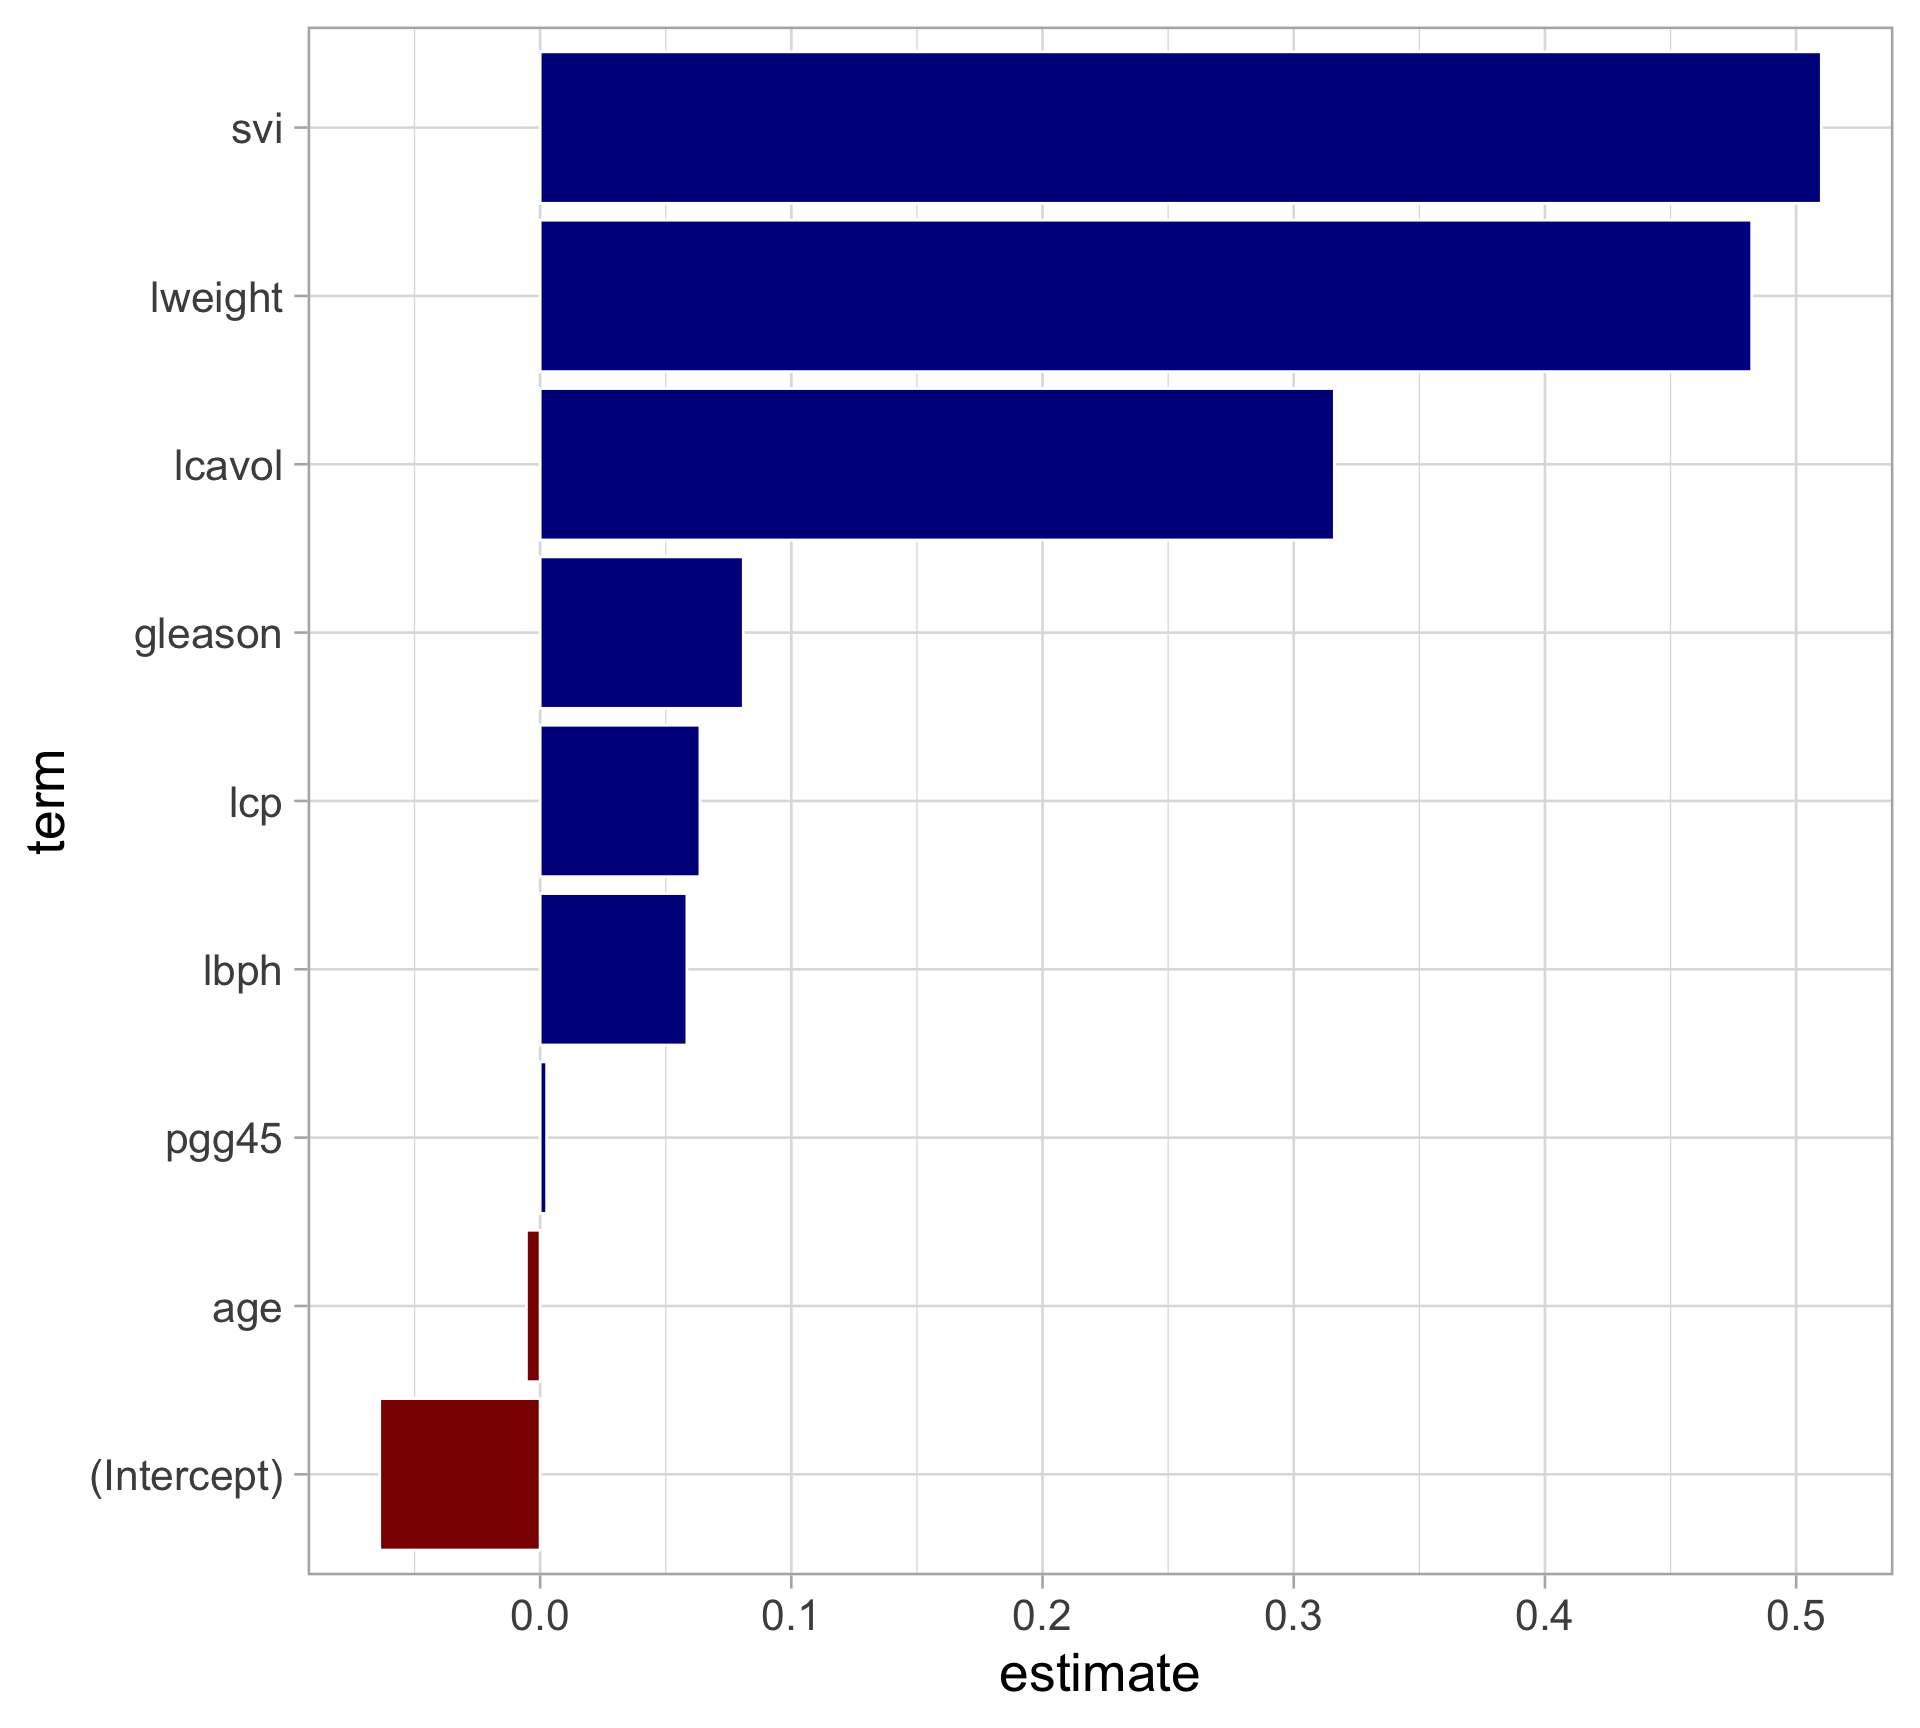 svi
lweight
lcavol
gleason
lcp
lbph
pgg45
age
(Intercept)
term
0.0 0.1 0.2 0.3 0.4 0.5
estimate